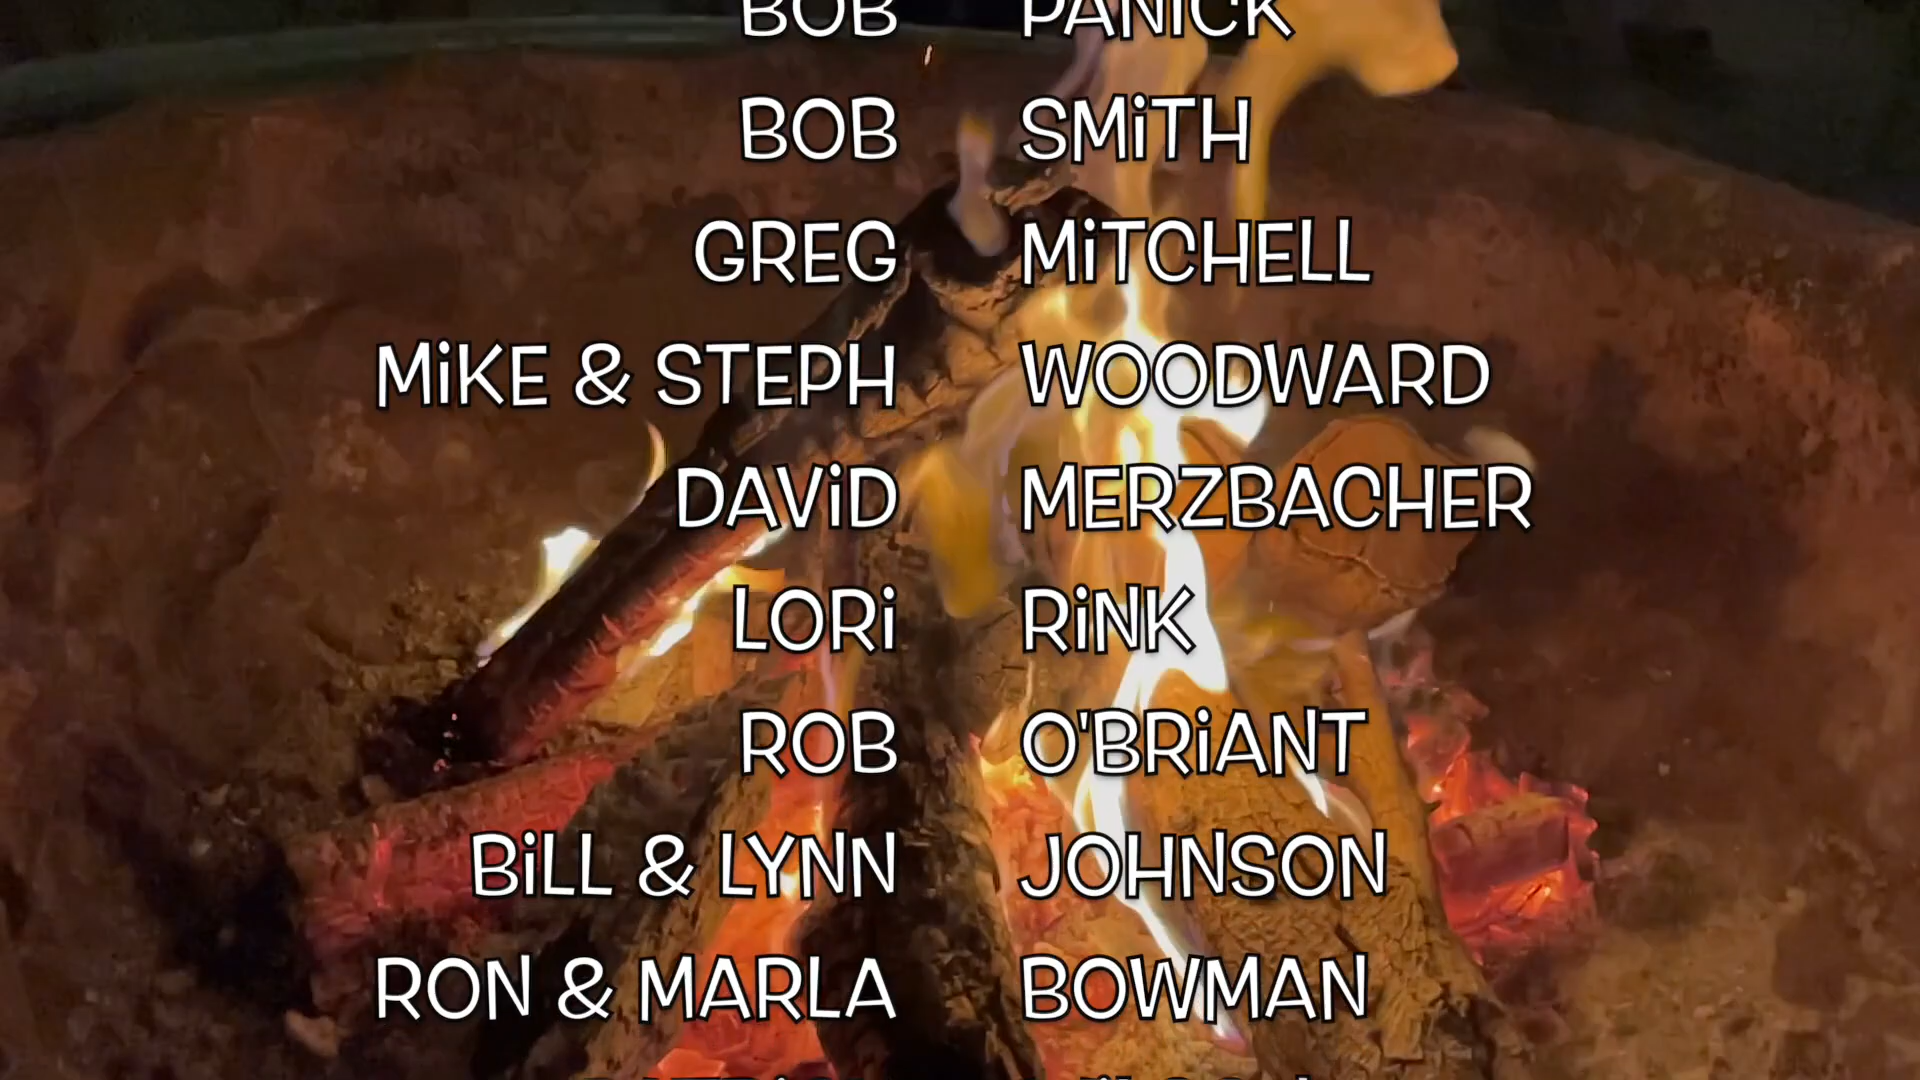 BOB PANICK
BOB SMiTH
GREG MiTCHELL
MiKE & STEPH WOODWARD
DAViD MERZBACHER
LORi RiNK
ROB O'BRiANT
BiLL & LYNN JOHNSON
RON & MARLA BOWMAN